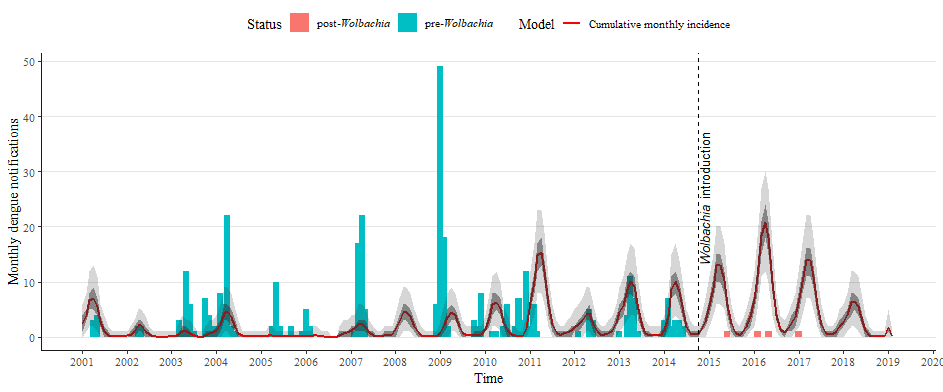 Status post-Wolbachia pre-Wolbachia Model Cumulative monthly incidence
Monthly dengue notifications
50
40
30
20
10
0
Wolbachia introduction
2001 2002 2003 2004 2005 2006 2007 2008 2009 2010 2011 2012 2013 2014 2015 2016 2017 2018 2019 2020
Time